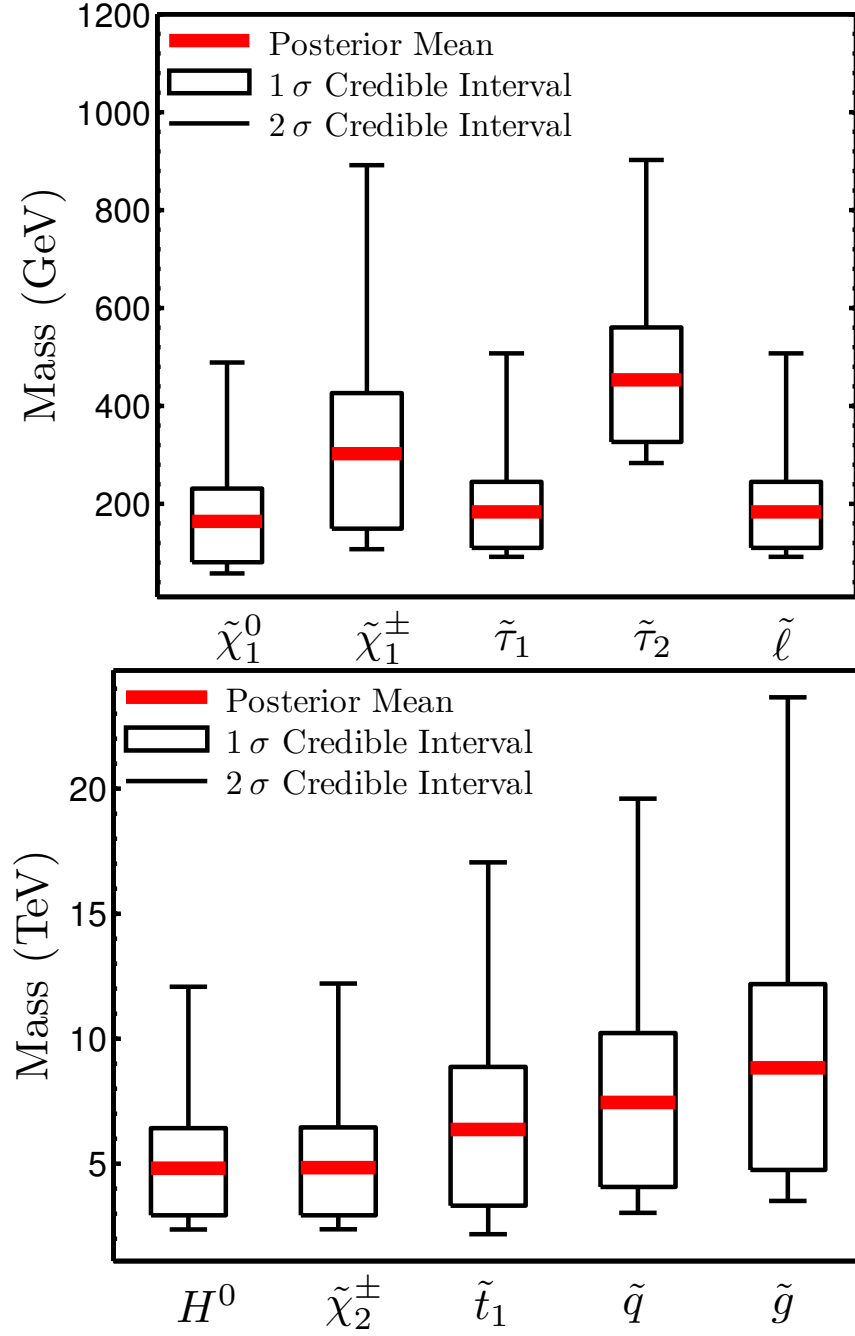 1200
1000
800
600
400
200
Mass (GeV)
Posterior Mean
1 σ Credible Interval
2 σ Credible Interval
χ̃₁⁰ χ̃₁± τ̃₁ τ̃₂ ℓ̃
20
15
10
5
Mass (TeV)
Posterior Mean
1 σ Credible Interval
2 σ Credible Interval
H⁰ χ̃₂± t̃₁ q̃ g̃